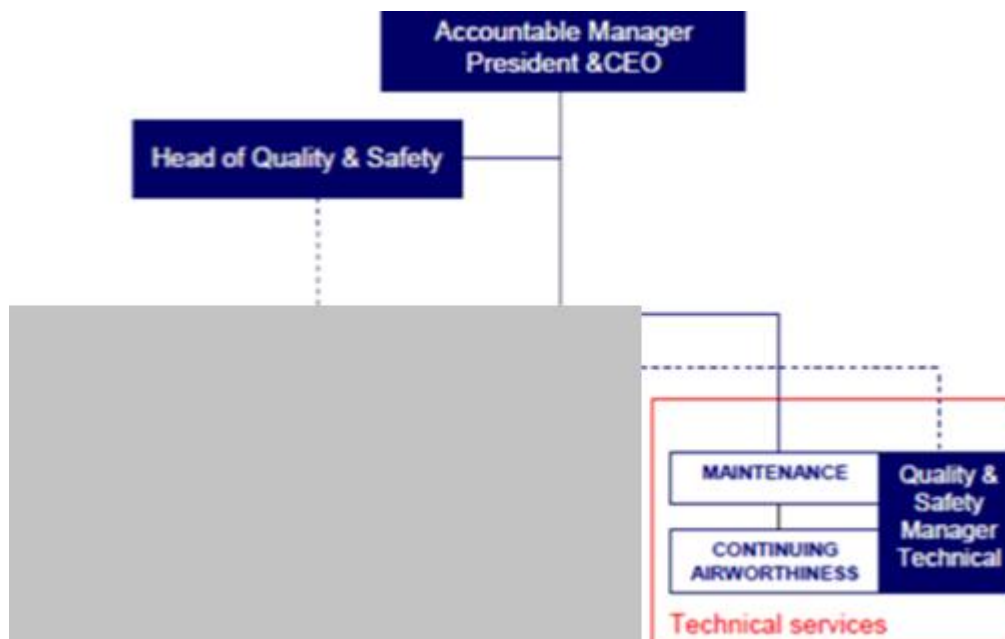 Accountable Manager
President &CEO
Head of Quality & Safety
MAINTENANCE
CONTINUING
AIRWORTHINESS
Quality &
Safety
Manager
Technical
Technical services